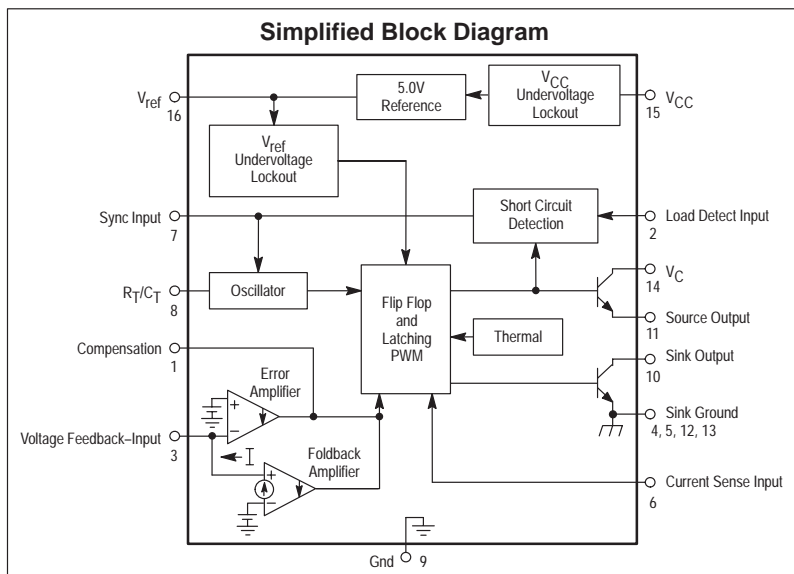 Simplified Block Diagram
Vref
16
5.0V
Reference
VCC
Undervoltage
Lockout
15
VCC
Vref
Undervoltage
Lockout
Sync Input
7
Short Circuit
Detection
Load Detect Input
2
RT/CT
8
Oscillator
Flip Flop
and
Latching
PWM
VC
14
Source Output
11
Thermal
Compensation
1
Sink Output
10
Error
Amplifier
+
–
Sink Ground
4, 5, 12, 13
Voltage Feedback–Input
3
I
Foldback
Amplifier
+
–
Current Sense Input
6
Gnd
9